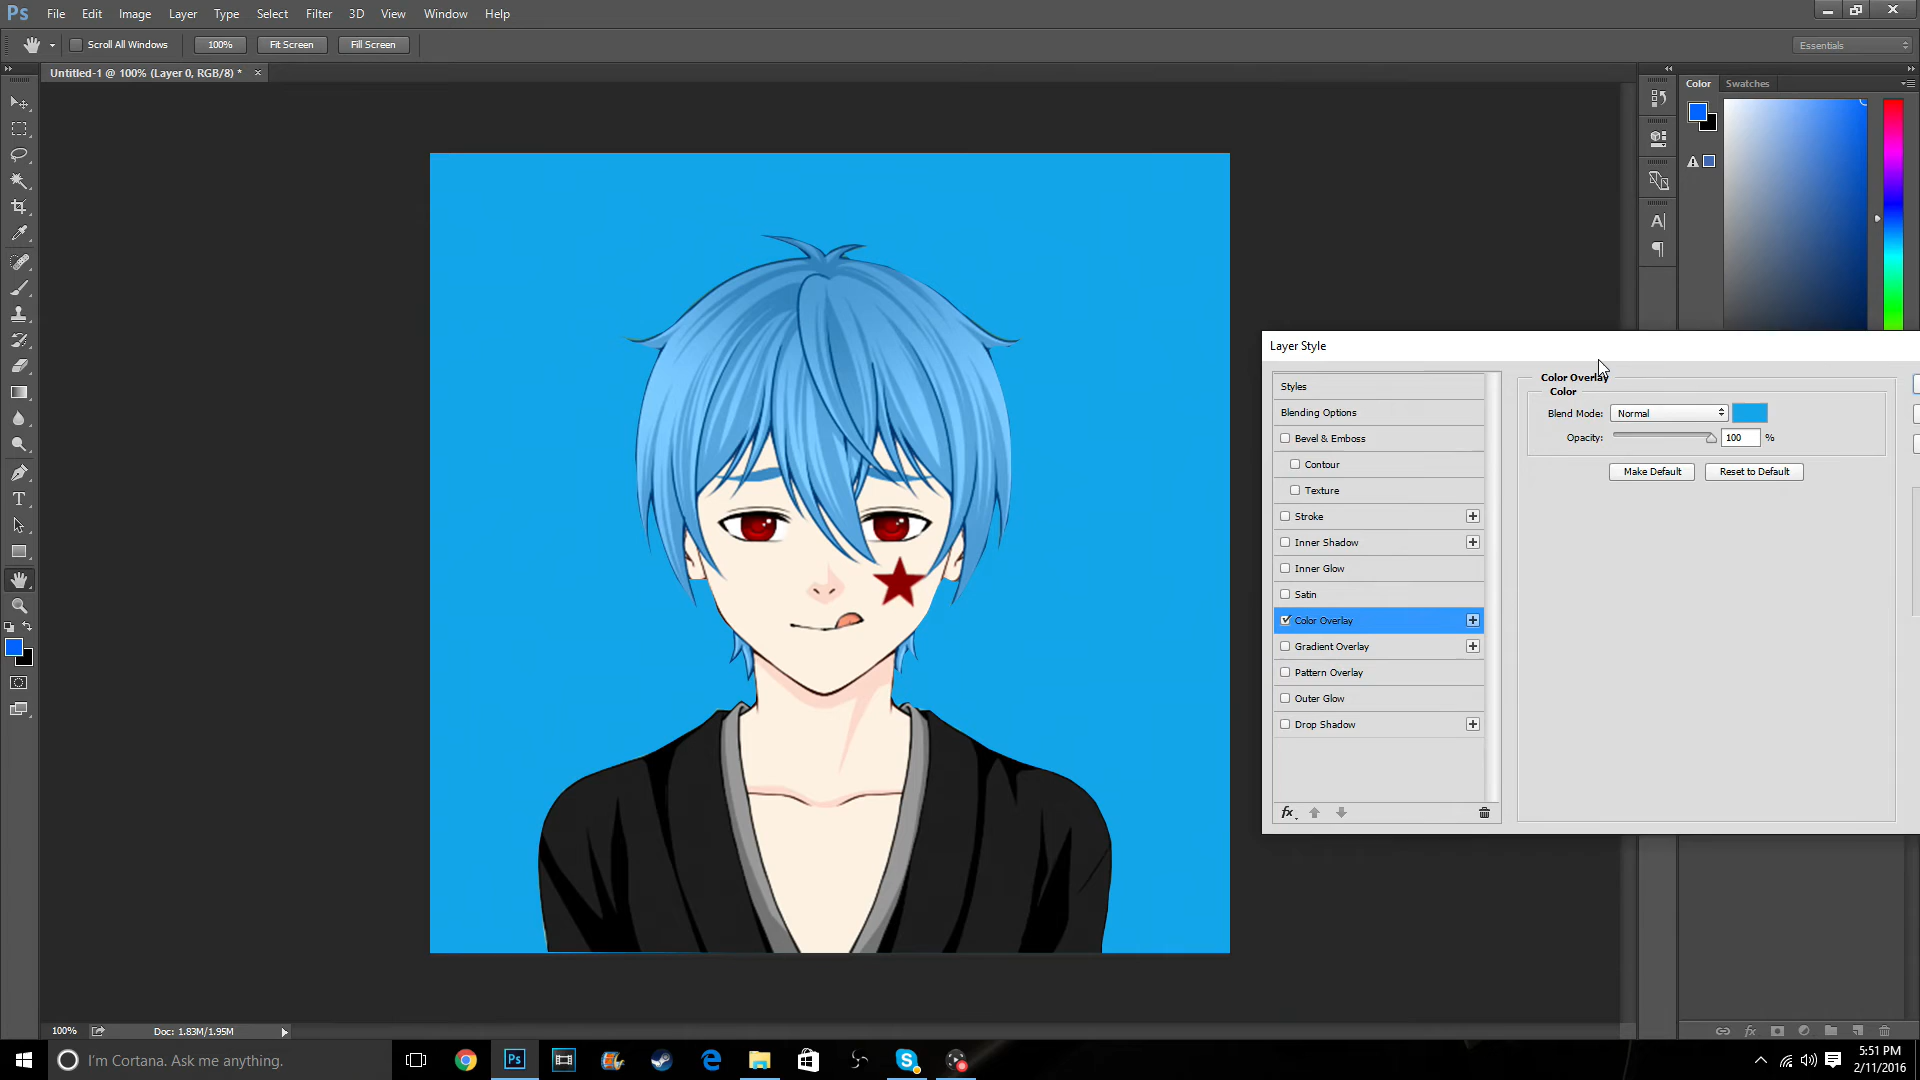 Ps File Edit Image Layer Type Select Filter 3D View Window Help
Scroll All Windows 100% Fit Screen Fill Screen Essentials
Untitled-1 @ 100% (Layer 0, RGB/8) * ×
Color Swatches
Layer Style
Styles
Blending Options
Bevel & Emboss
Contour
Texture
Stroke
Inner Shadow
Inner Glow
Satin
Color Overlay
Gradient Overlay
Pattern Overlay
Outer Glow
Drop Shadow
fx
Color Overlay
Color
Blend Mode: Normal
Opacity: 100 %
Make Default Reset to Default
100% Doc: 1.83M/1.95M
fx
I'm Cortana. Ask me anything.
Ps
5:51 PM
2/11/2016